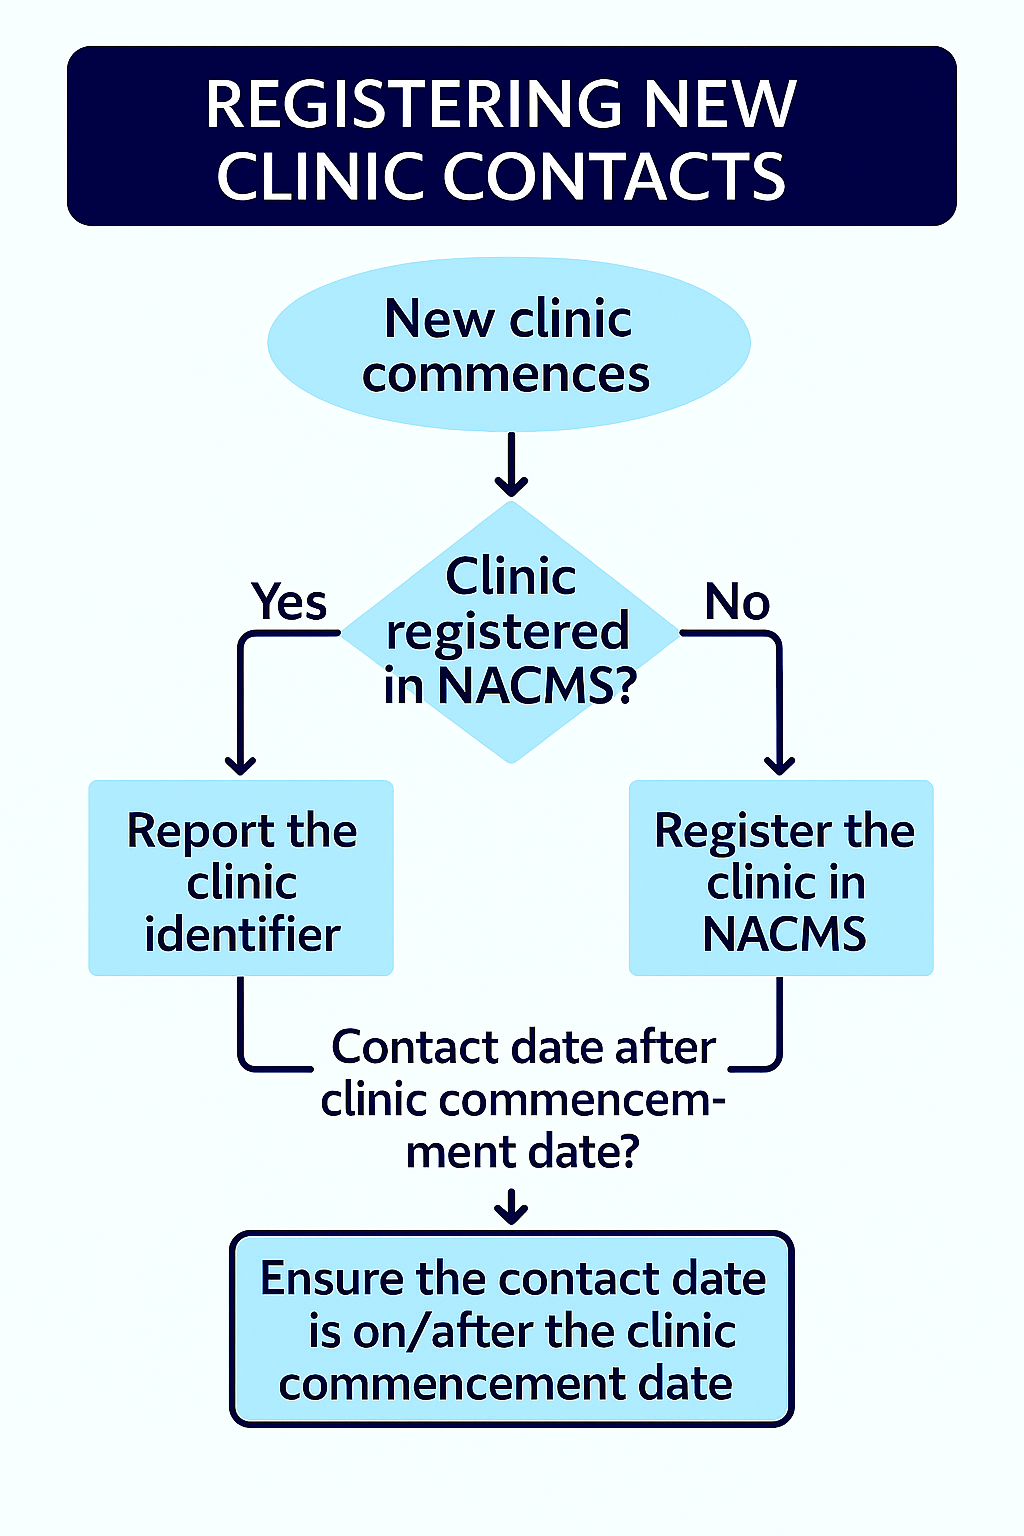 REGISTERING NEW
CLINIC CONTACTS
New clinic
commences
Clinic
registered
in NACMS?
Yes
No
Report the
clinic
identifier
Register the
clinic in
NACMS
Contact date after
clinic commencem-
ment date?
Ensure the contact date
is on/after the clinic
commencement date